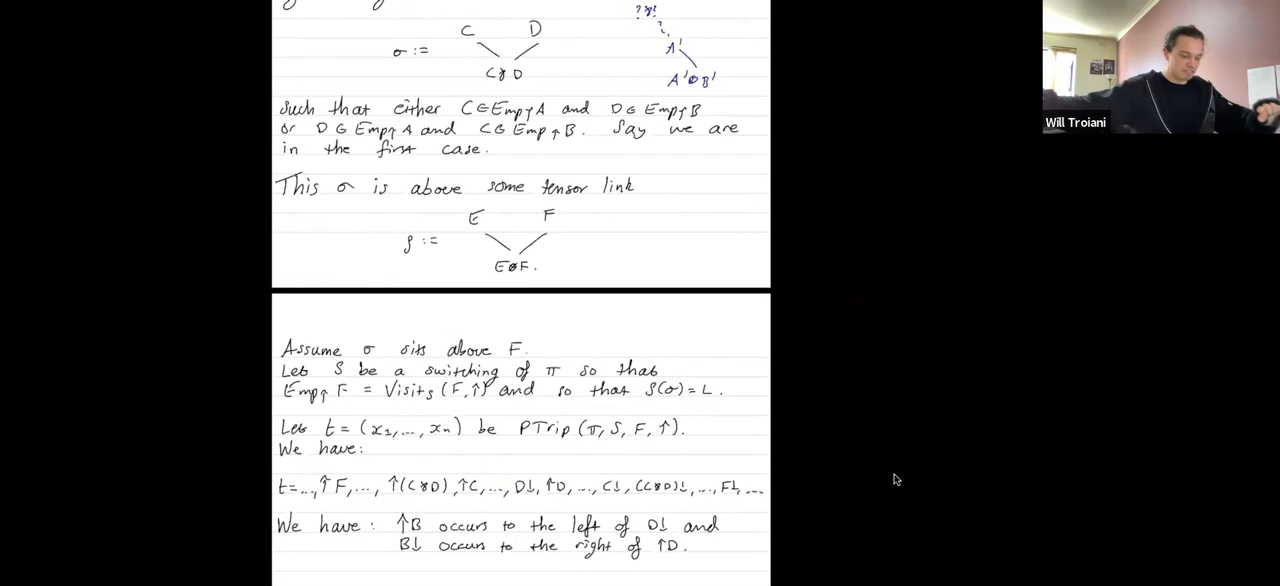 C D
σ :=
C⅋D
?⅋?
A'
A'⊗B'
such that either C∈Emp↑A and D∈Emp↑B
or D∈Emp↑A and C∈Emp↑B. Say we are
in the first case.
This σ is above some tensor link
E F
ρ :=
E⊗F.
Assume σ sits above F.
Let S be a switching of π so that
Emp↑ F = Visits (F,↑) and so that S(σ)=L.
Let t = (x₁,...,xn) be PTrip (π, S, F, ↑).
We have:
t=...,↑F,..., ↑(C⅋D),↑C,..., D↓, ↑D, ..., C↓, (C⅋D)↓,..., F↓, ...
We have: ↑B occurs to the left of D↓ and
B↓ occurs to the right of ↑D.
Will Troiani